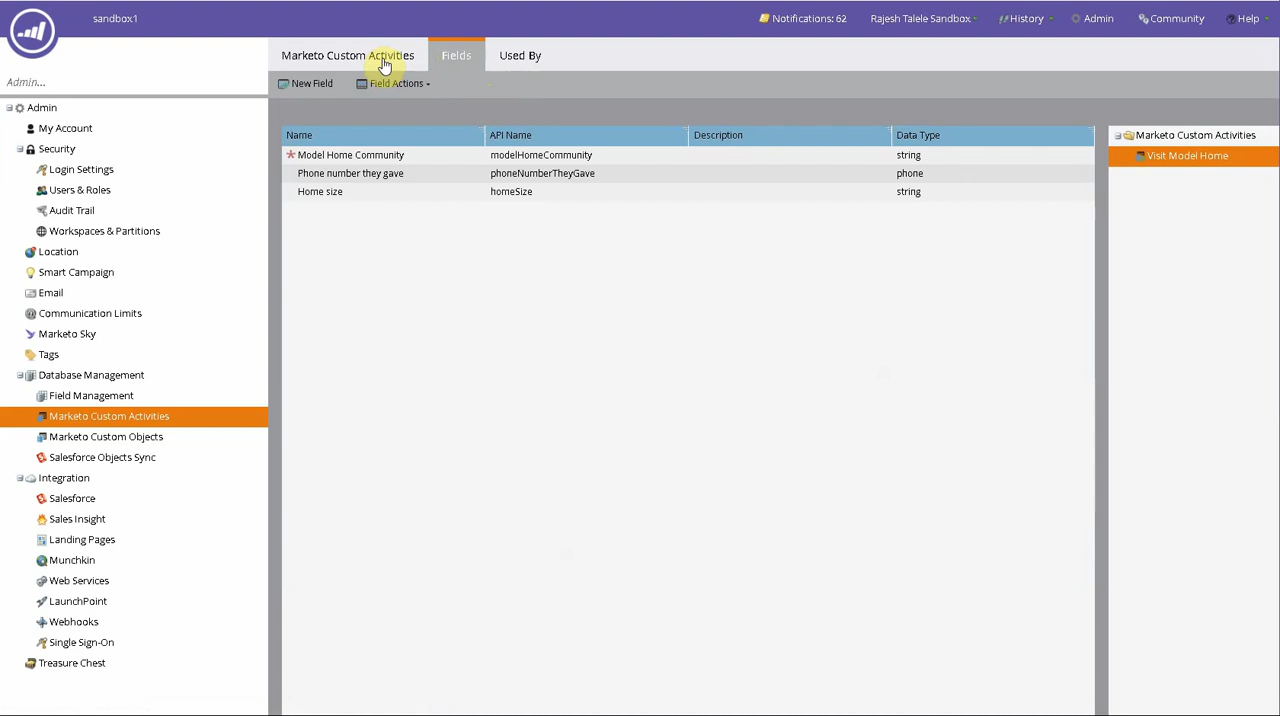 sandbox1
Notifications: 62
Rajesh Talele Sandbox
History
Admin
Community
Help
Marketo Custom Activities
Fields
Used By
Admin...
New Field
Field Actions
Admin
My Account
Security
Login Settings
Users & Roles
Audit Trail
Workspaces & Partitions
Location
Smart Campaign
Email
Communication Limits
Marketo Sky
Tags
Database Management
Field Management
Marketo Custom Activities
Marketo Custom Objects
Salesforce Objects Sync
Integration
Salesforce
Sales Insight
Landing Pages
Munchkin
Web Services
LaunchPoint
Webhooks
Single Sign-On
Treasure Chest
Name API Name Description Data Type
* Model Home Community modelHomeCommunity string
Phone number they gave phoneNumberTheyGave phone
Home size homeSize string
Marketo Custom Activities
Visit Model Home